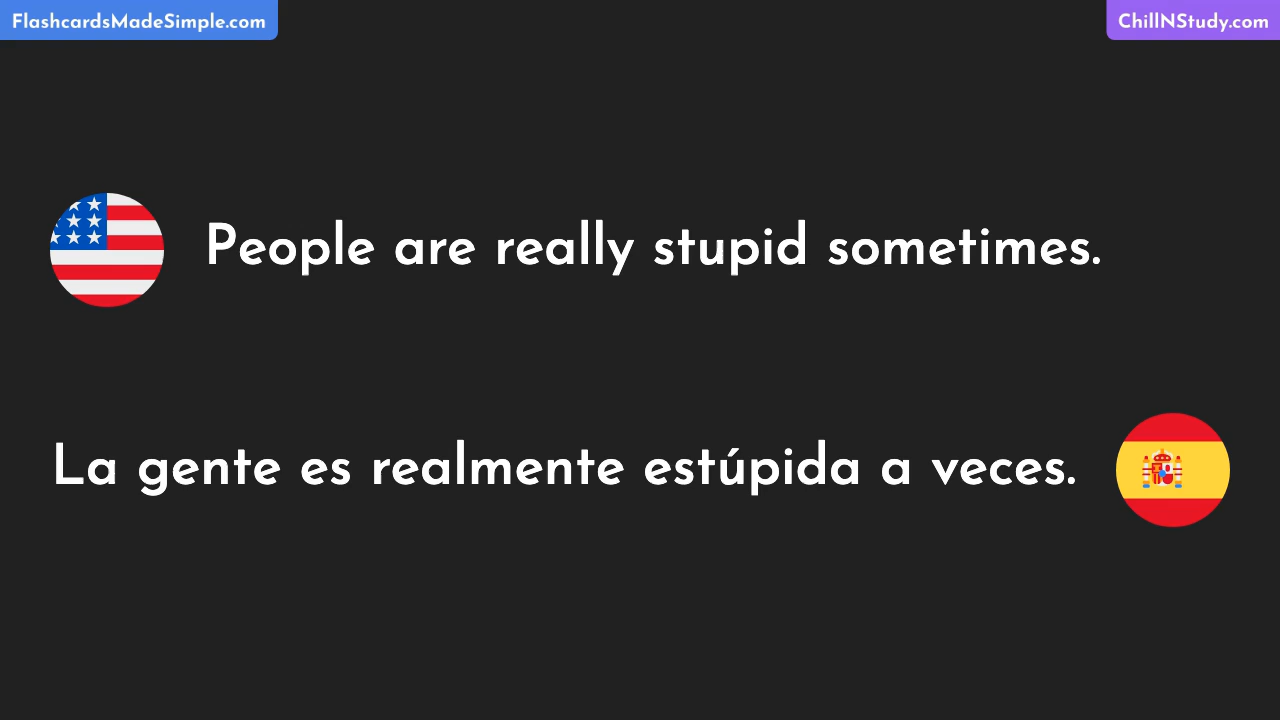 FlashcardsMadeSimple.com
ChillNStudy.com
People are really stupid sometimes.
La gente es realmente estúpida a veces.